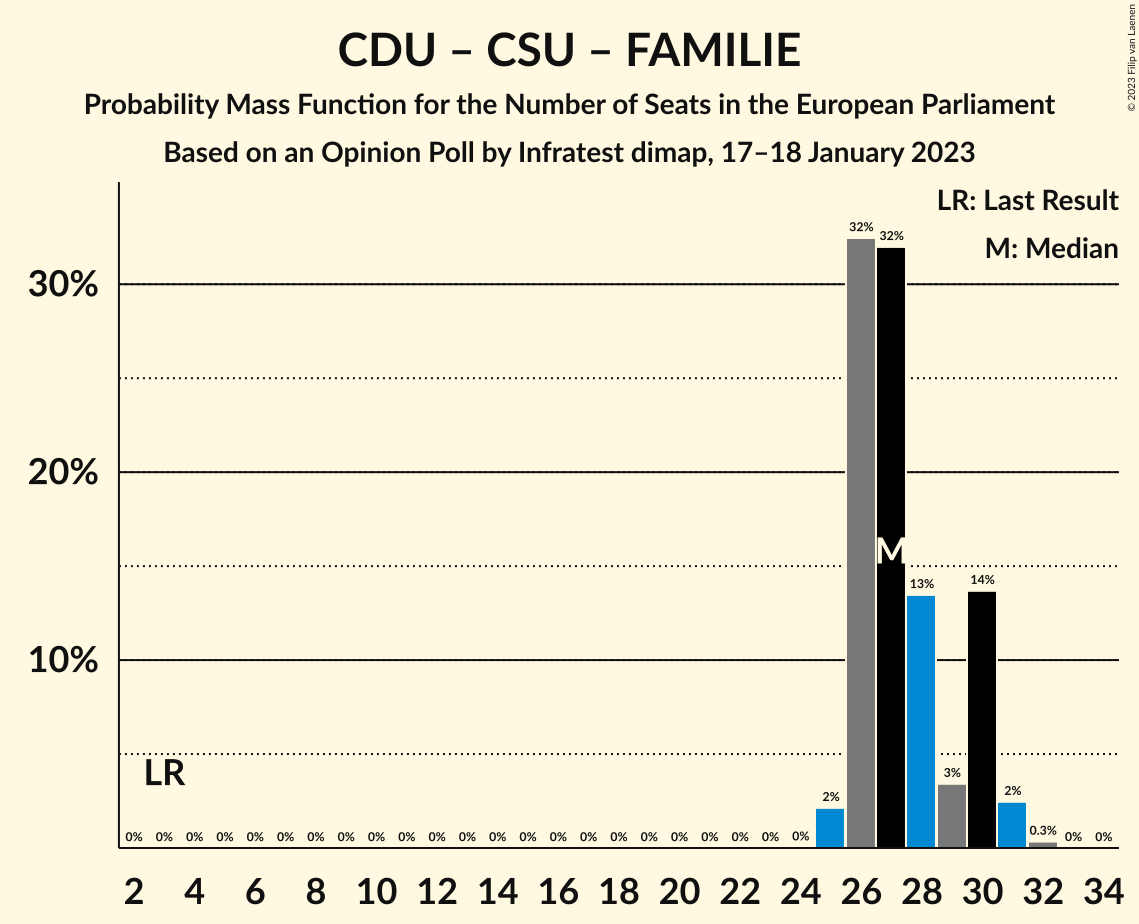 CDU – CSU – FAMILIE
Probability Mass Function for the Number of Seats in the European Parliament
Based on an Opinion Poll by Infratest dimap, 17–18 January 2023
© 2023 Filip van Laenen
LR: Last Result
M: Median
30%
20%
10%
32% 32%
M
13% 14%
LR
3%
2% 2%
0.3%
0% 0% 0% 0% 0% 0% 0% 0% 0% 0% 0% 0% 0% 0% 0% 0% 0% 0% 0% 0% 0% 0% 0% 0% 0%
2 4 6 8 10 12 14 16 18 20 22 24 26 28 30 32 34